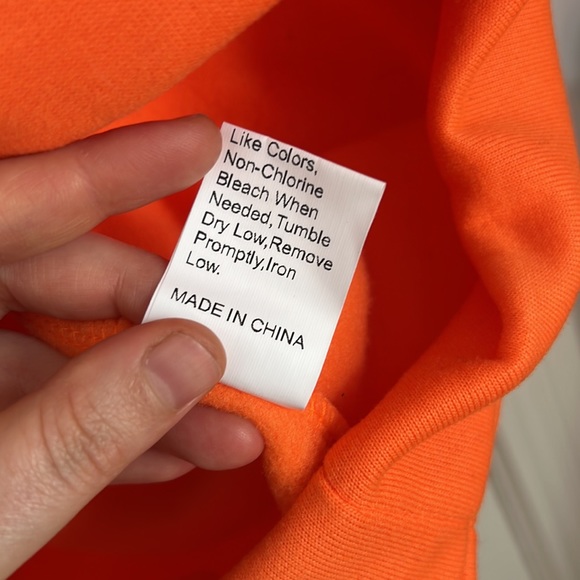 Like Colors,
Non-Chlorine
Bleach When
Needed,Tumble
Dry Low,Remove
Promptly,Iron
Low.
MADE IN CHINA